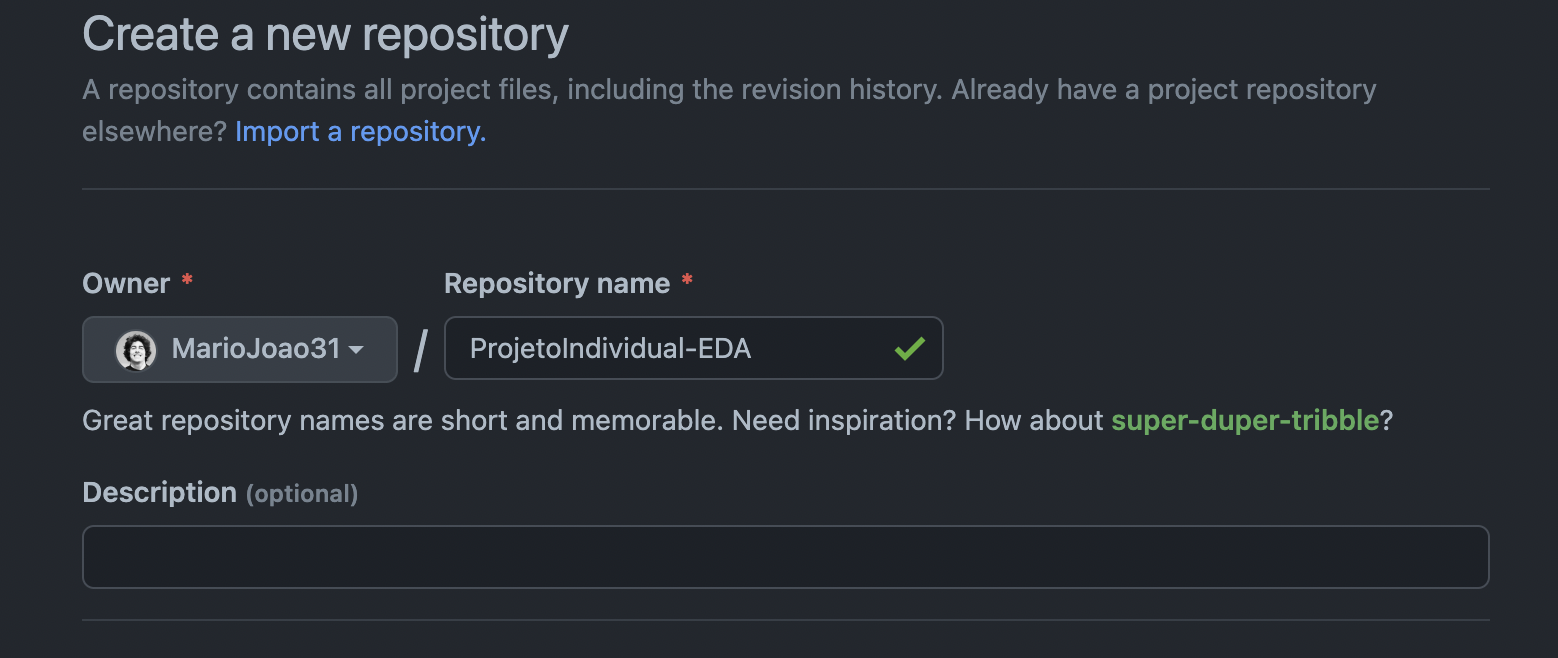 Create a new repository
A repository contains all project files, including the revision history. Already have a project repository
elsewhere? Import a repository.
Owner * Repository name *
MarioJoao31 / ProjetoIndividual-EDA
Great repository names are short and memorable. Need inspiration? How about super-duper-tribble?
Description (optional)